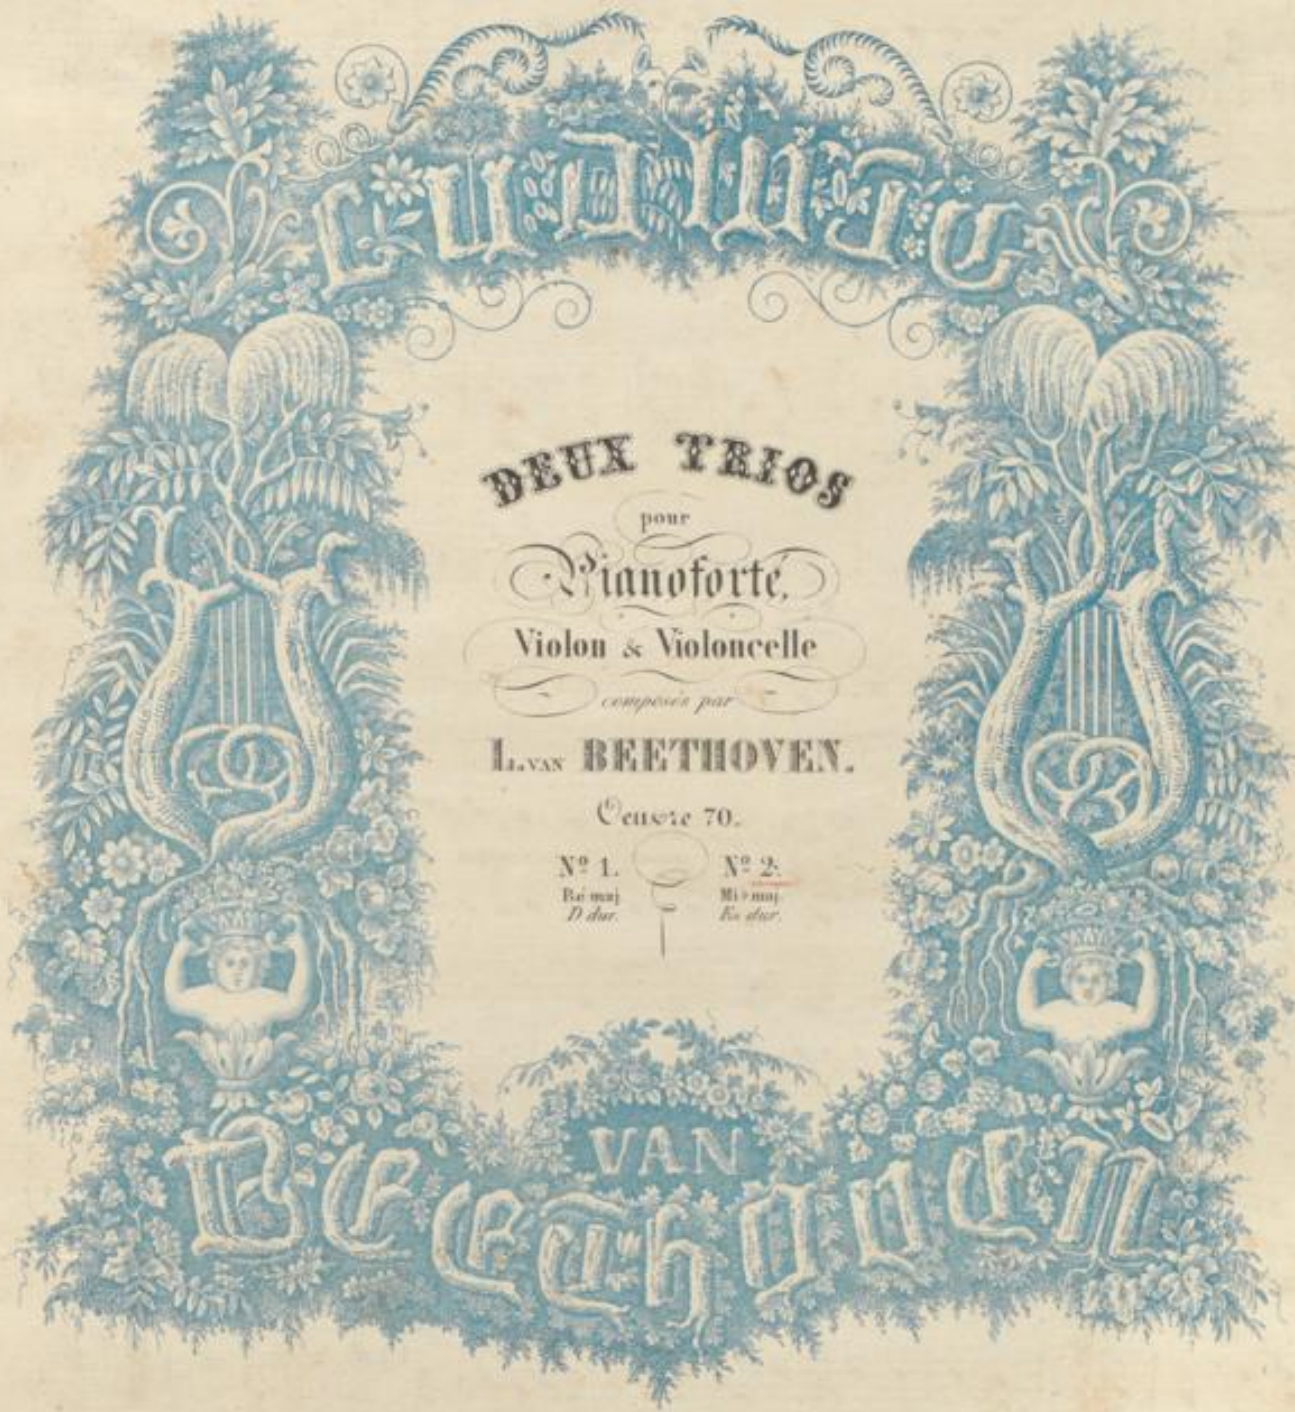 LUDWIG
DEUX TRIOS
pour
Pianoforte,
Violon & Violoncelle
composés par
L. VAN BEETHOVEN.
Oeuvre 70.
Nº 1. Nº 2.
Ré maj Mi♭maj
D dur. Es dur.
VAN
BEETHOVEN